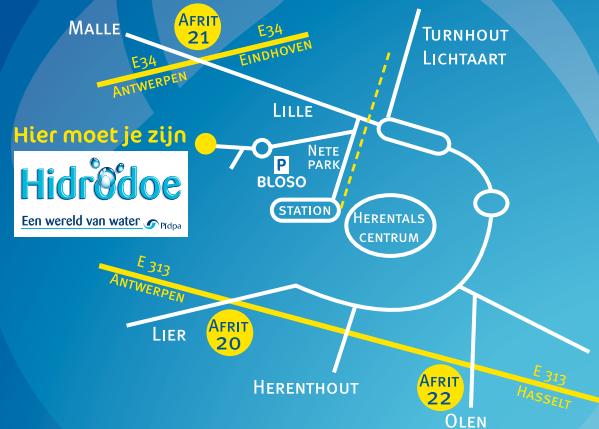 Malle
Afrit
21
E34
Eindhoven
E34
Antwerpen
Turnhout
Lichtaart
Lille
Hier moet je zijn
Hidrodoe
Een wereld van water
Pidpa
P
BLOSO
Nete
park
station
Herentals
centrum
E 313
Antwerpen
Lier
Afrit
20
Herenthout
E 313
Hasselt
Afrit
22
Olen